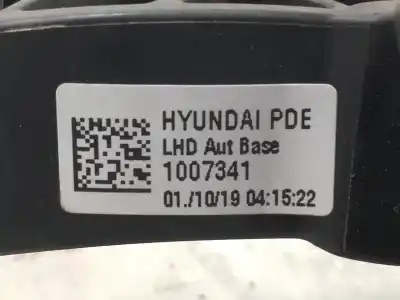 HYUNDAI PDE
LHD Aut Base
1007341
01./10/19 04:15:22